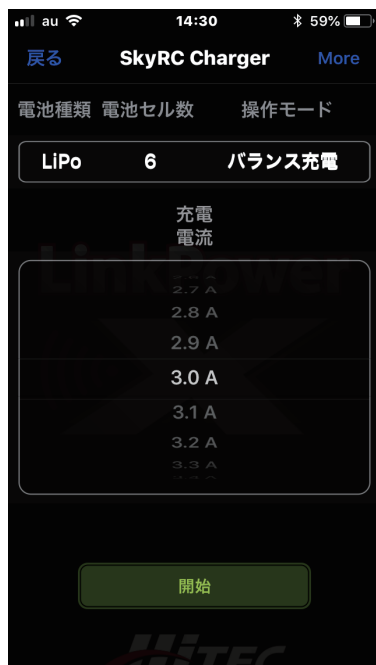 au 14:30 59%
戻る SkyRC Charger More
電池種類 電池セル数 操作モード
LiPo 6 バランス充電
充電
電流
LinkPower
2.7 A
2.8 A
2.9 A
3.0 A
3.1 A
3.2 A
3.3 A
開始
HiTEC